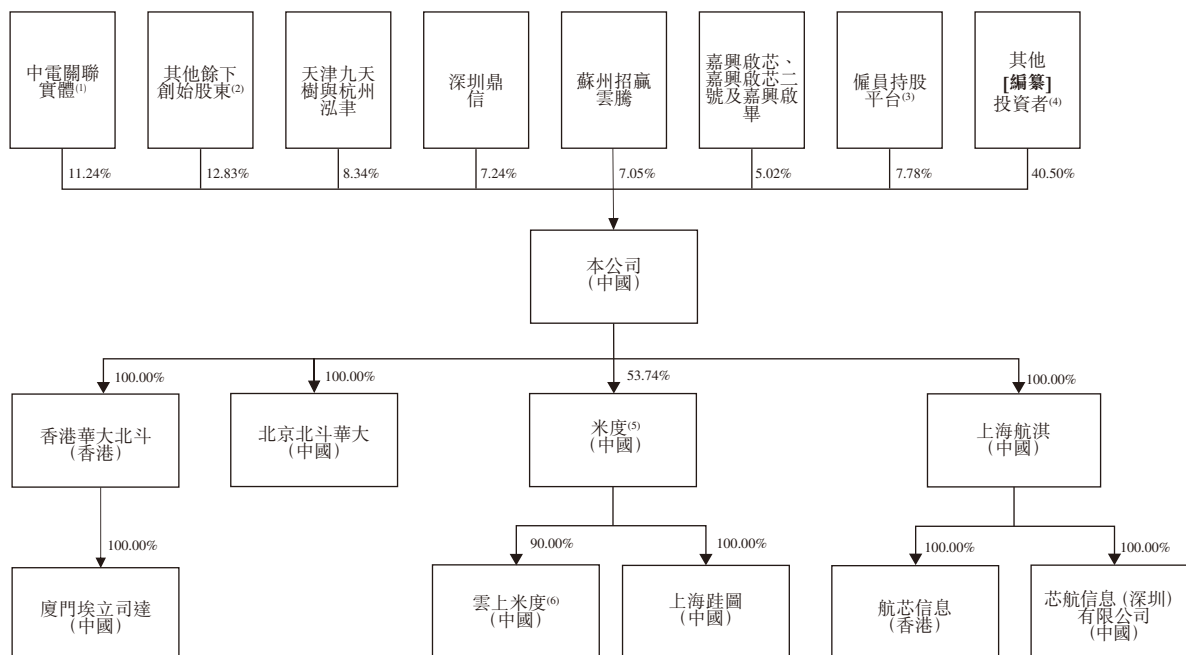 中電關聯
實體(1)
其他餘下
創始股東(2)
天津九天
樹與杭州
泓聿
深圳鼎
信
蘇州招贏
雲騰
嘉興啟芯、
嘉興啟芯二
號及嘉興啟
畢
僱員持股
平台(3)
其他
[編纂]
投資者(4)
11.24%
12.83%
8.34%
7.24%
7.05%
5.02%
7.78%
40.50%
本公司
(中國)
100.00%
100.00%
53.74%
100.00%
香港華大北斗
(香港)
北京北斗華大
(中國)
米度(5)
(中國)
上海航淇
(中國)
100.00%
90.00%
100.00%
100.00%
100.00%
廈門埃立司達
(中國)
雲上米度(6)
(中國)
上海跬圖
(中國)
航芯信息
(香港)
芯航信息(深圳)
有限公司
(中國)